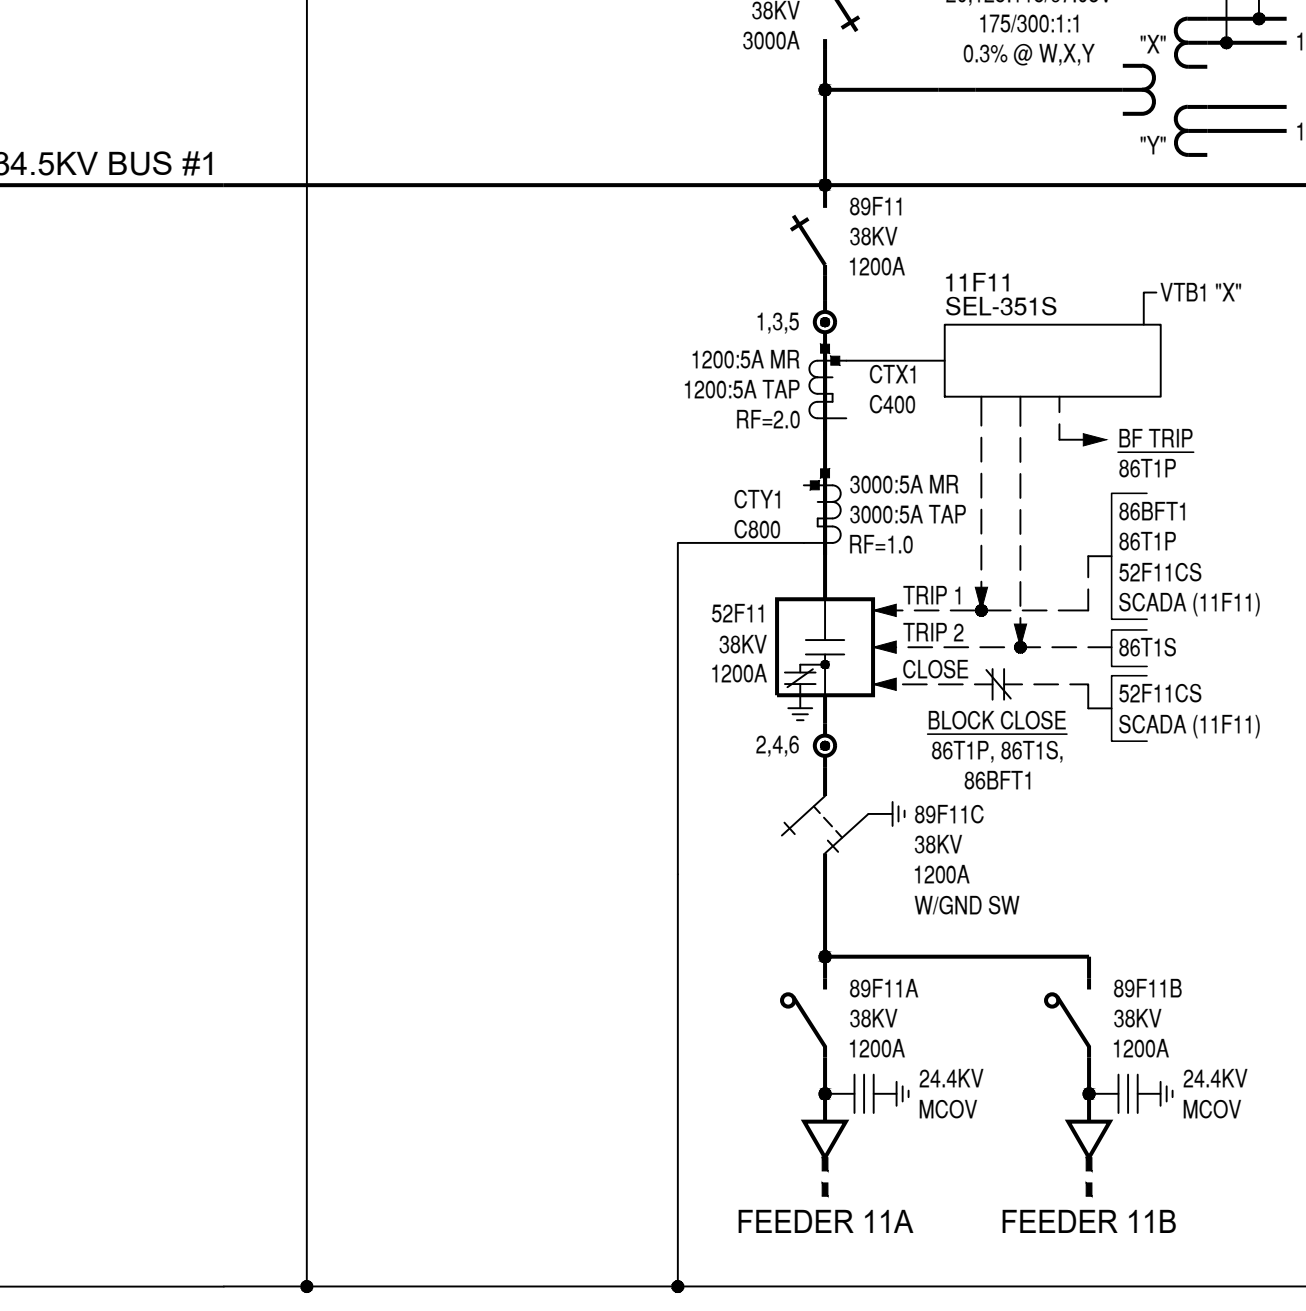 38KV
3000A
175/300:1:1
0.3% @ W,X,Y
"X"
"Y"
34.5KV BUS #1
89F11
38KV
1200A
11F11
SEL-351S
VTB1 "X"
1,3,5
1200:5A MR
1200:5A TAP
RF=2.0
CTX1
C400
BF TRIP
86T1P
CTY1
C800
3000:5A MR
3000:5A TAP
RF=1.0
86BFT1
86T1P
52F11CS
SCADA (11F11)
52F11
38KV
1200A
TRIP 1
TRIP 2
CLOSE
86T1S
52F11CS
SCADA (11F11)
BLOCK CLOSE
86T1P, 86T1S,
86BFT1
2,4,6
89F11C
38KV
1200A
W/GND SW
89F11A
38KV
1200A
24.4KV
MCOV
89F11B
38KV
1200A
24.4KV
MCOV
FEEDER 11A
FEEDER 11B